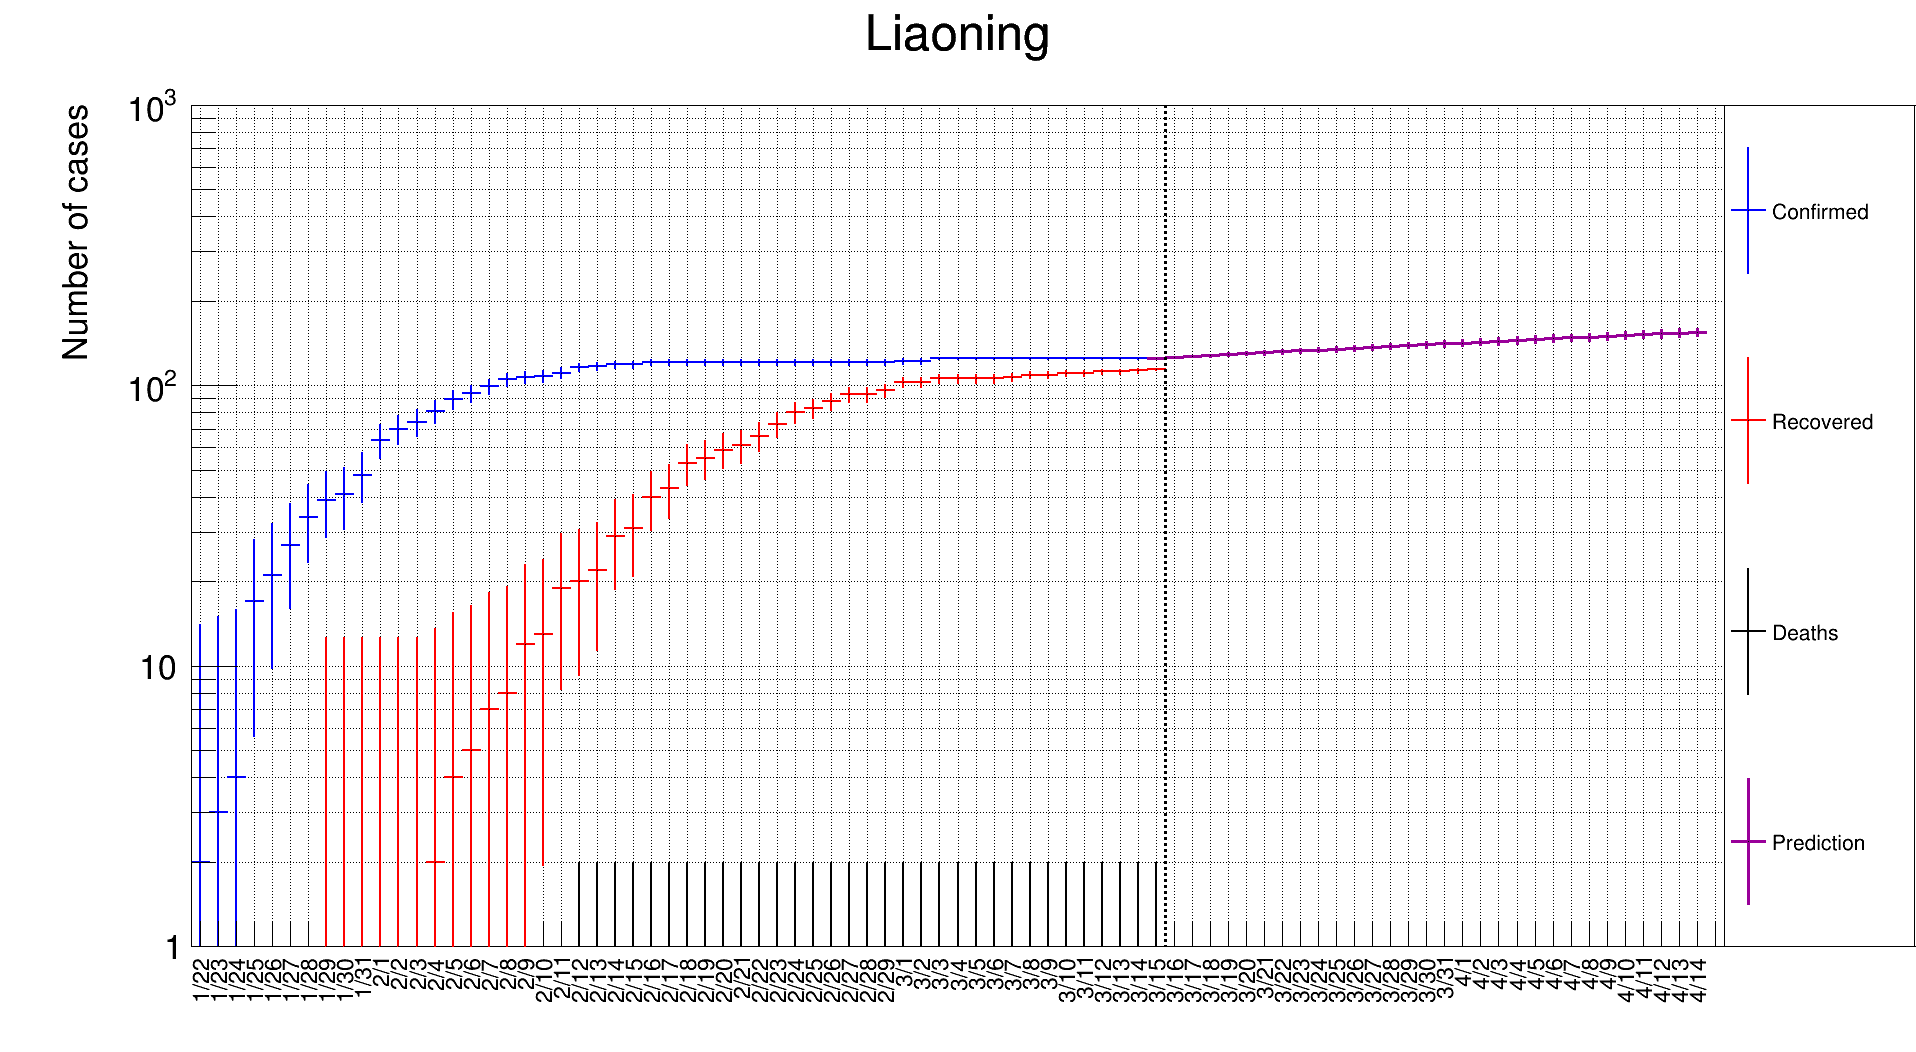 Liaoning
Number of cases
10³
10²
10
1
1/22 1/23 1/24 1/25 1/26 1/27 1/28 1/29 1/30 1/31 2/1 2/2 2/3 2/4 2/5 2/6 2/7 2/8 2/9 2/10 2/11 2/12 2/13 2/14 2/15 2/16 2/17 2/18 2/19 2/20 2/21 2/22 2/23 2/24 2/25 2/26 2/27 2/28 2/29 3/1 3/2 3/3 3/4 3/5 3/6 3/7 3/8 3/9 3/10 3/11 3/12 3/13 3/14 3/15 3/16 3/17 3/18 3/19 3/20 3/21 3/22 3/23 3/24 3/25 3/26 3/27 3/28 3/29 3/30 3/31 4/1 4/2 4/3 4/4 4/5 4/6 4/7 4/8 4/9 4/10 4/11 4/12 4/13 4/14
Confirmed
Recovered
Deaths
Prediction